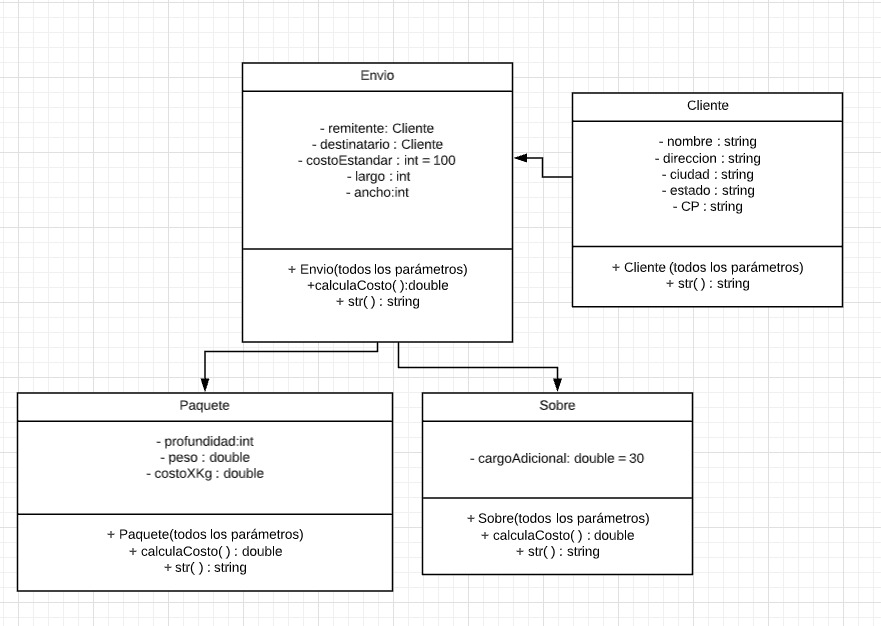 Envio
- remitente: Cliente
- destinatario : Cliente
- costoEstandar : int = 100
- largo : int
- ancho:int
+ Envio(todos los parámetros)
+calculaCosto( ):double
+ str( ) : string
Cliente
- nombre : string
- direccion : string
- ciudad : string
- estado : string
- CP : string
+ Cliente (todos los parámetros)
+ str( ) : string
Paquete
- profundidad:int
- peso : double
- costoXKg : double
+ Paquete(todos los parámetros)
+ calculaCosto( ) : double
+ str( ) : string
Sobre
- cargoAdicional: double = 30
+ Sobre(todos los parámetros)
+ calculaCosto( ) : double
+ str( ) : string